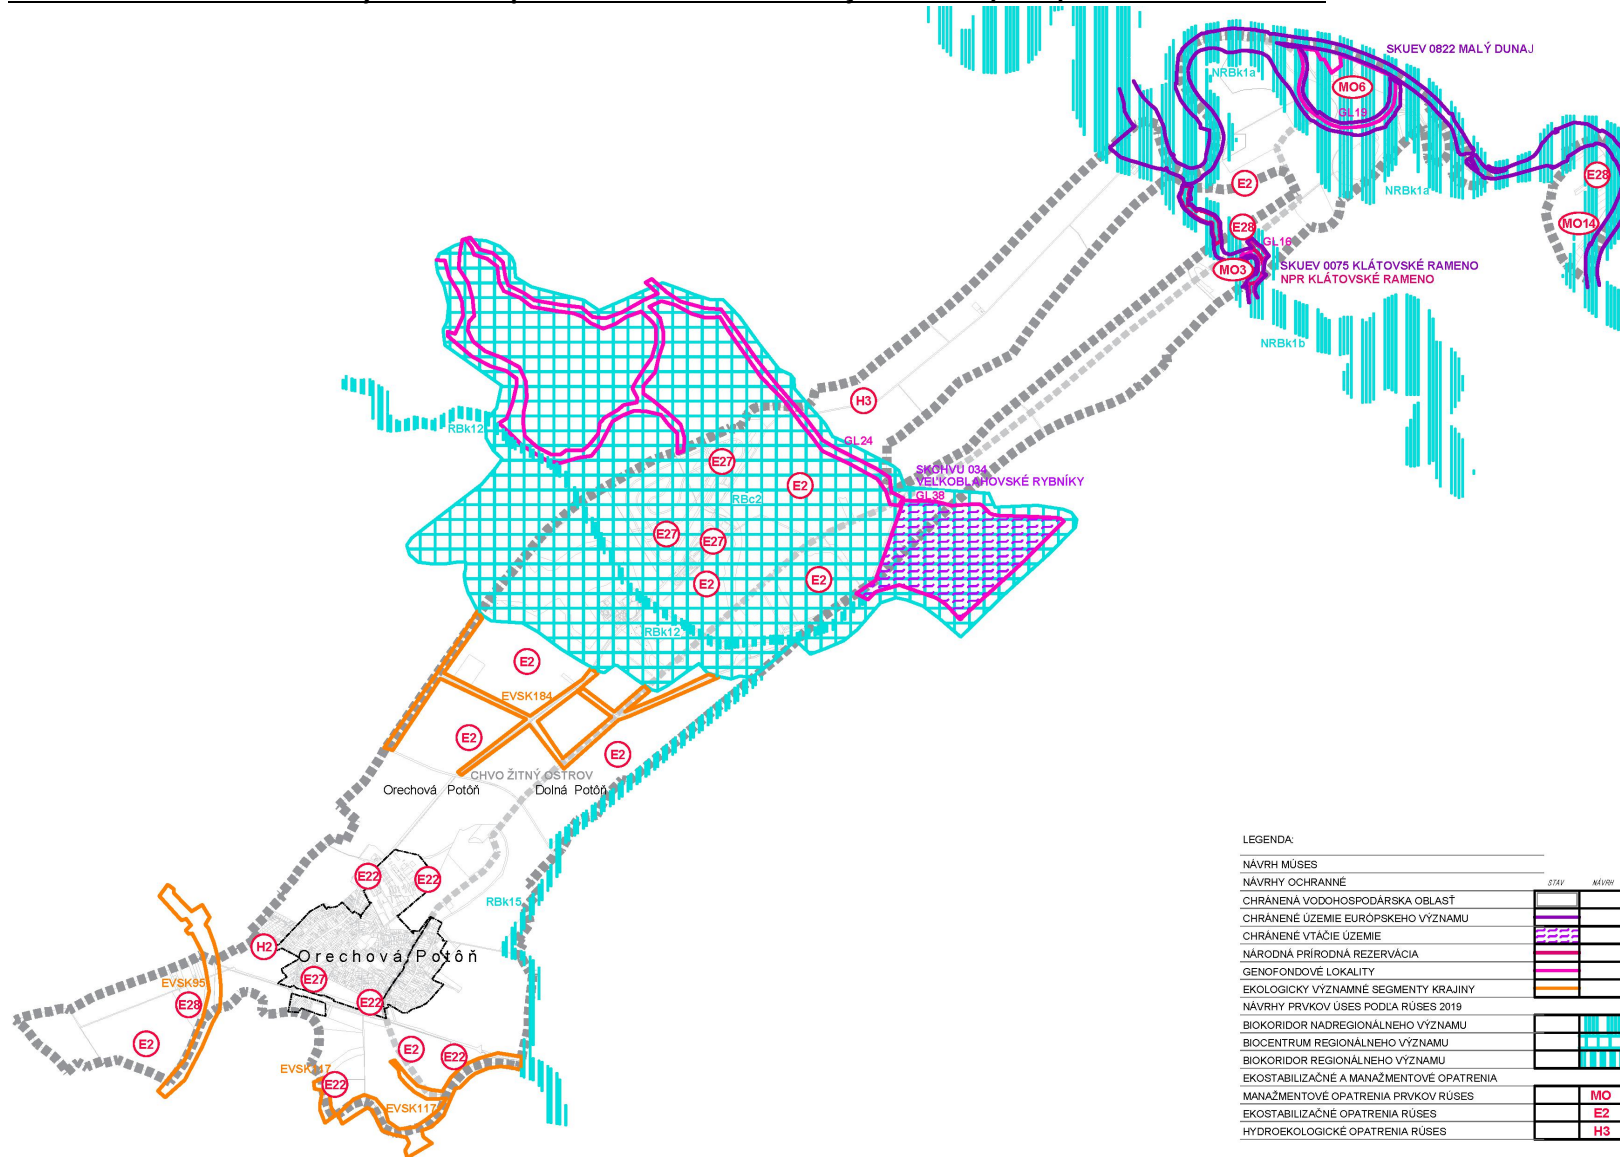 SKUEV 0822 MALÝ DUNAJ
NRBk1a
MO6
GL19
E28
E2
NRBk1a
MO14
E28
GL16
MO3
SKUEV 0075 KLÁTOVSKÉ RAMENO
NPR KLÁTOVSKÉ RAMENO
NRBk1b
H3
RBk12
GL24
E27
SKCHVU 034
VEĽKOBLAHOVSKÉ RYBNÍKY
E2
RBc2
GL38
E27
E27
E2
E2
RBk12
E2
EVSK184
E2
E2
CHVO ŽITNÝ OSTROV
Orechová Potôň
Dolná Potôň
E22
E22
RBk15
H2
Orechová Potôň
E27
EVSK95
E28
E22
E2
E2
E22
E22
EVSK117
LEGENDA:
NÁVRH MÚSES
NÁVRHY OCHRANNÉ STAV NÁVRH
CHRÁNENÁ VODOHOSPODÁRSKA OBLASŤ
CHRÁNENÉ ÚZEMIE EURÓPSKEHO VÝZNAMU
CHRÁNENÉ VTÁČIE ÚZEMIE
NÁRODNÁ PRÍRODNÁ REZERVÁCIA
GENOFONDOVÉ LOKALITY
EKOLOGICKY VÝZNAMNÉ SEGMENTY KRAJINY
NÁVRHY PRVKOV ÚSES PODĽA RÚSES 2019
BIOKORIDOR NADREGIONÁLNEHO VÝZNAMU
BIOCENTRUM REGIONÁLNEHO VÝZNAMU
BIOKORIDOR REGIONÁLNEHO VÝZNAMU
EKOSTABILIZAČNÉ A MANAŽMENTOVÉ OPATRENIA
MANAŽMENTOVÉ OPATRENIA PRVKOV RÚSES MO
EKOSTABILIZAČNÉ OPATRENIA RÚSES E2
HYDROEKOLOGICKÉ OPATRENIA RÚSES H3